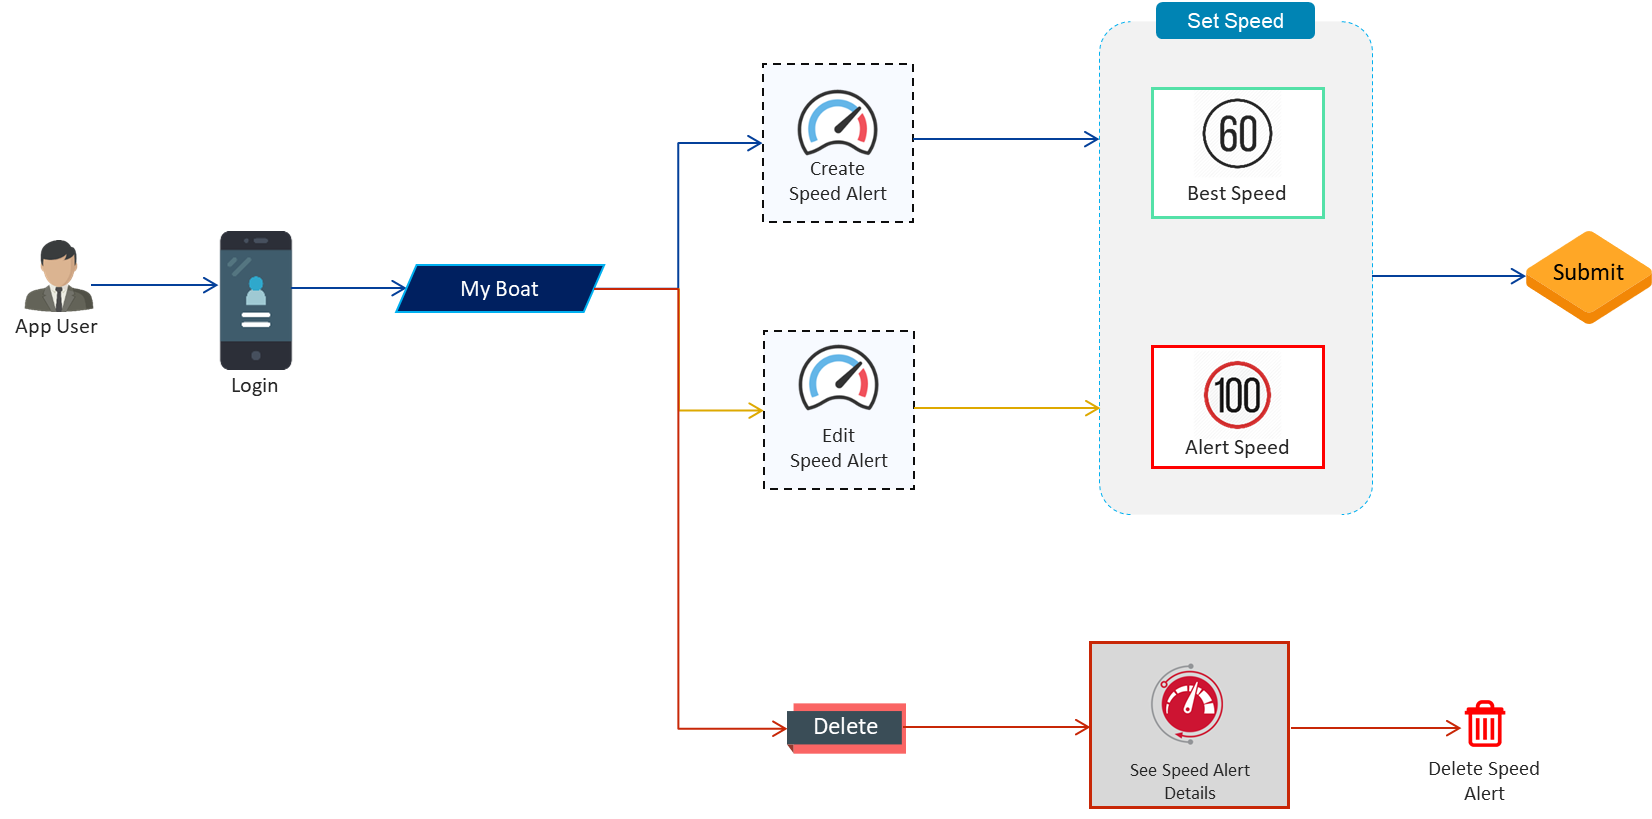 Set Speed
60
Best Speed
Create
Speed Alert
App User
Login
My Boat
Submit
Edit
Speed Alert
100
Alert Speed
Delete
See Speed Alert
Details
Delete Speed
Alert